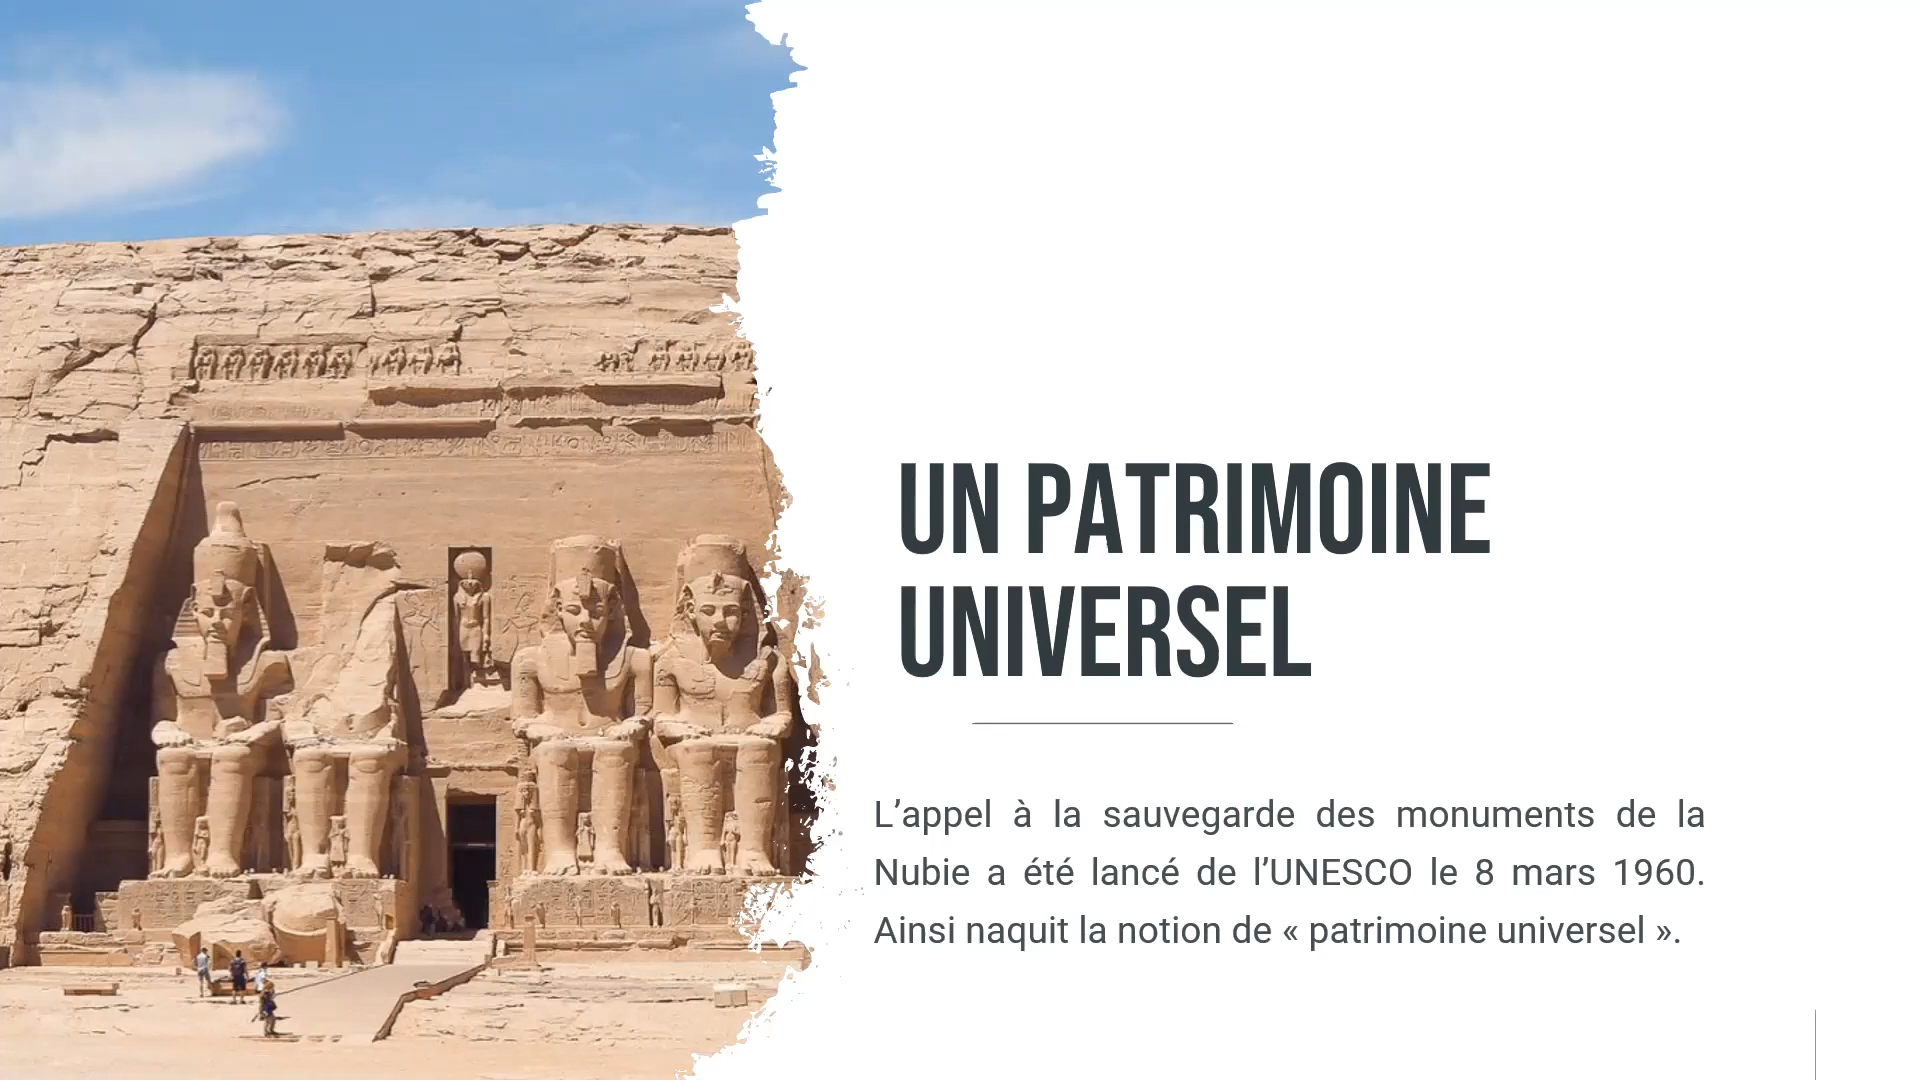 UN PATRIMOINE
UNIVERSEL
L’appel à la sauvegarde des monuments de la
Nubie a été lancé de l’UNESCO le 8 mars 1960.
Ainsi naquit la notion de « patrimoine universel ».